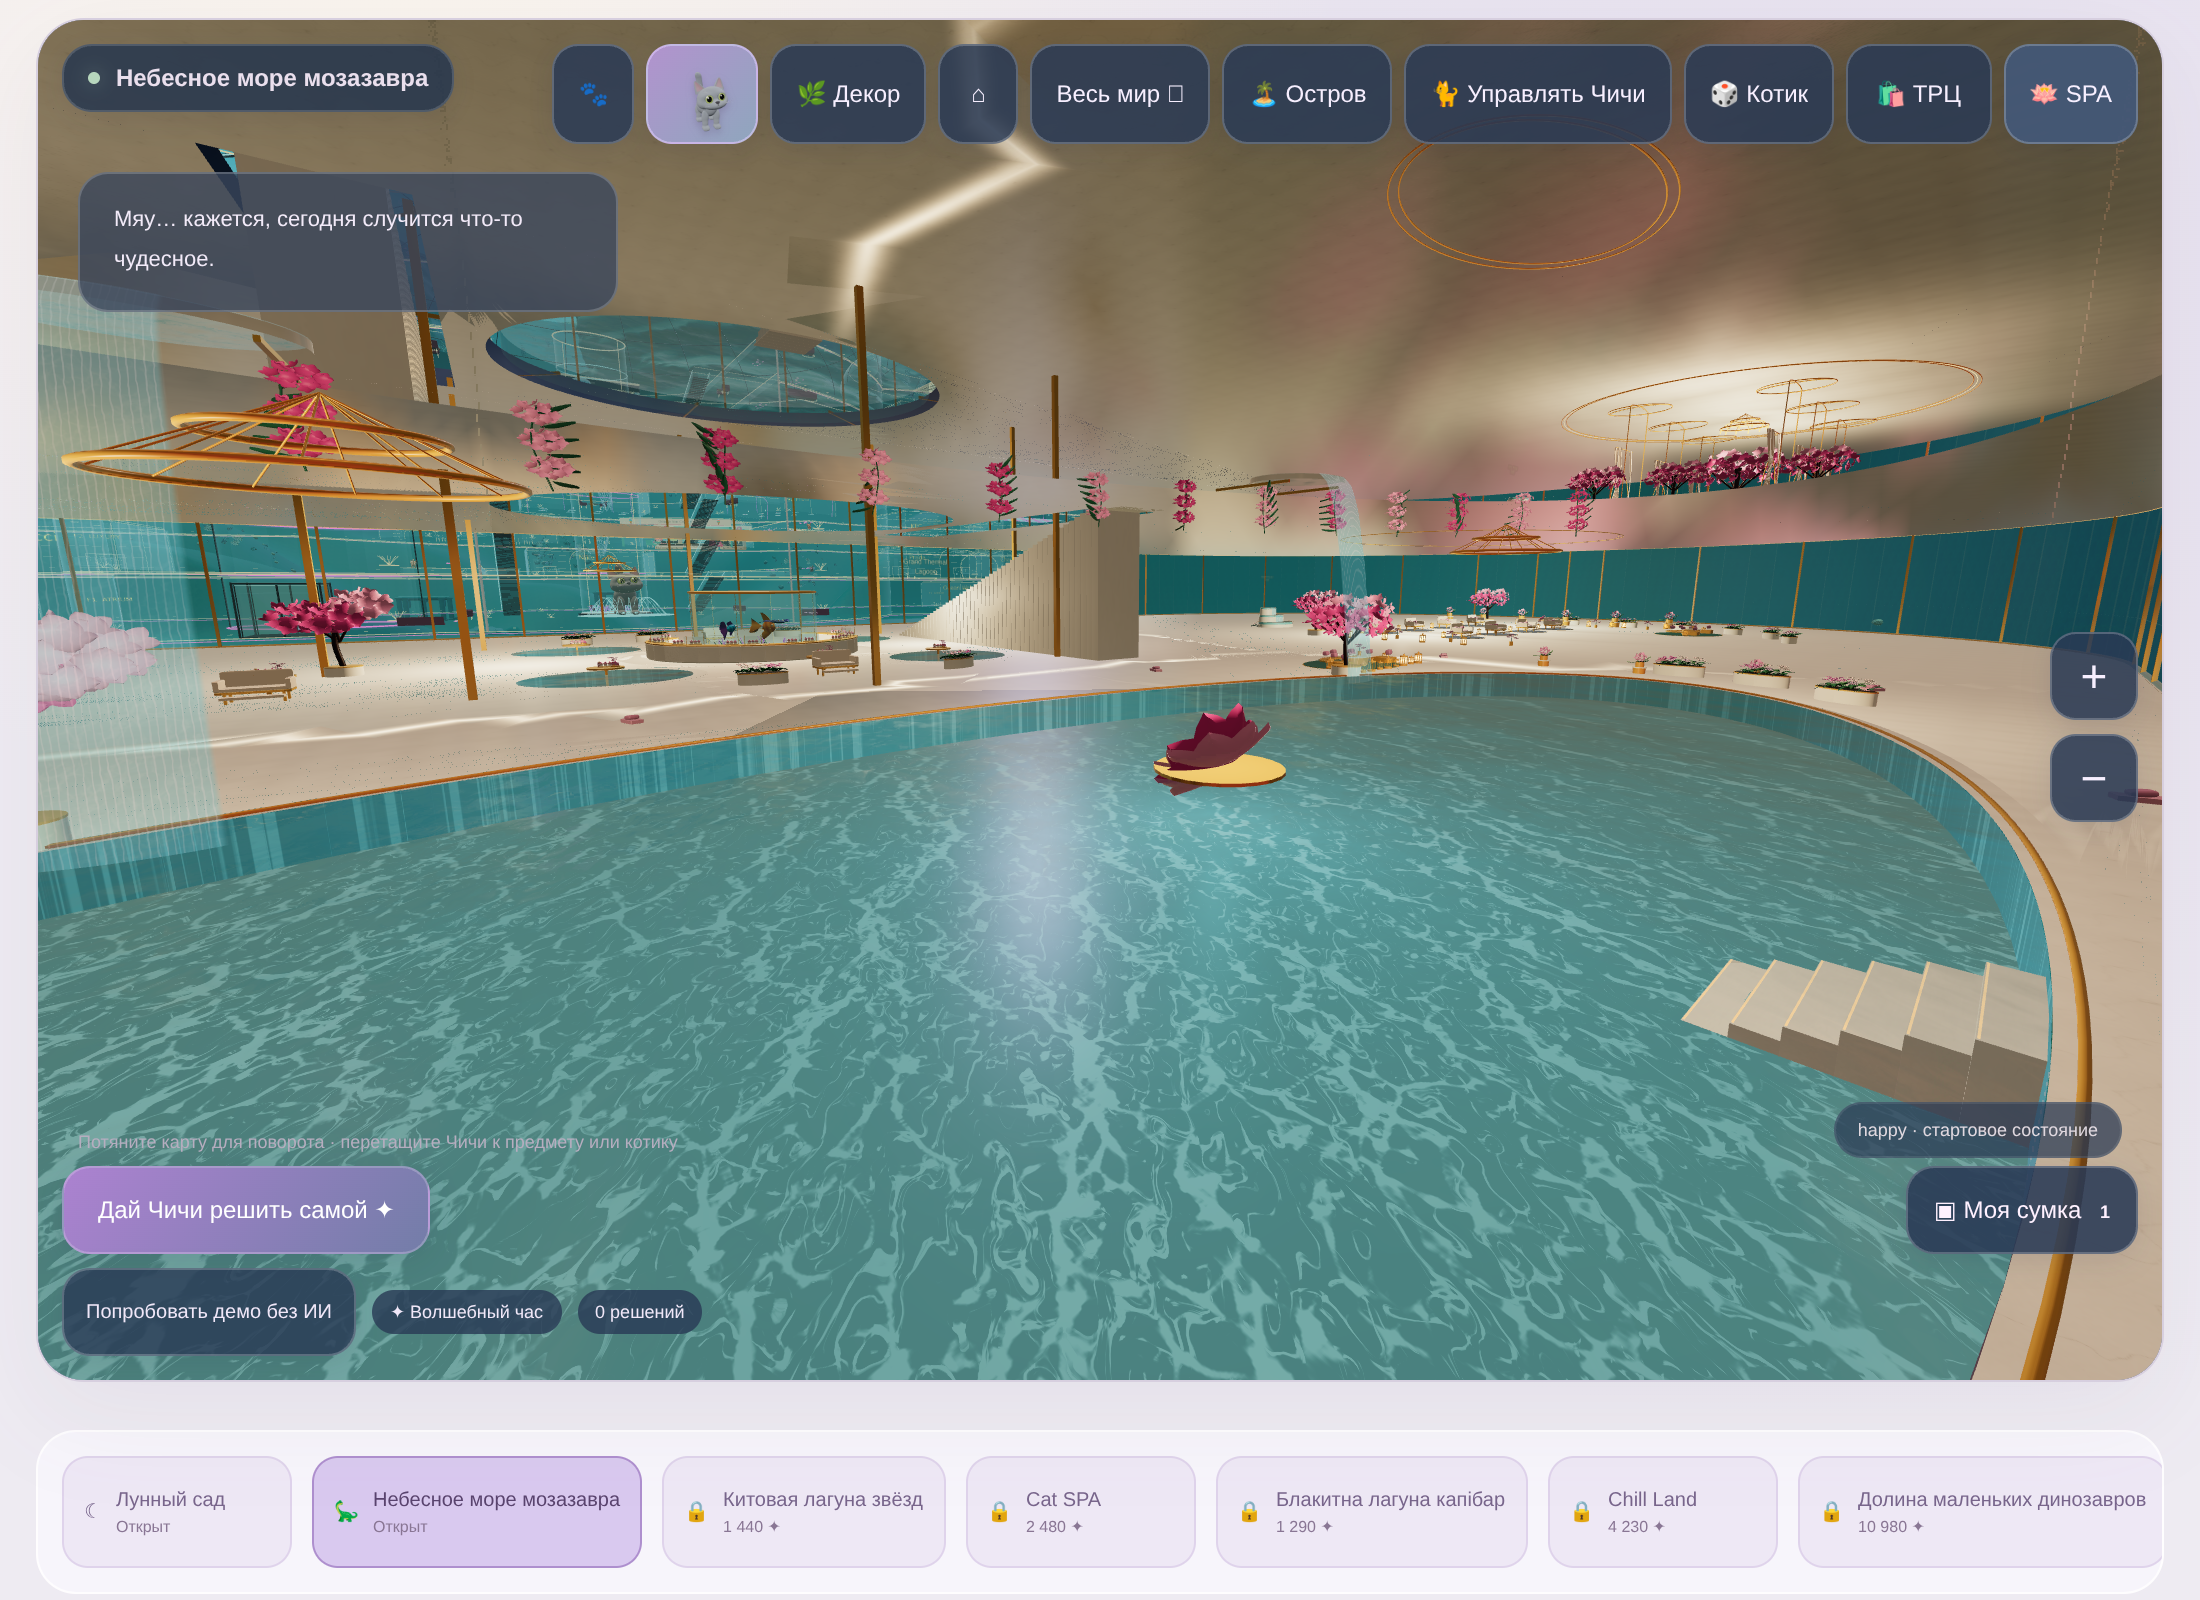 Небесное море мозазавра
Декор
⌂
Весь мир
Остров
Управлять Чичи
Котик
ТРЦ
SPA
Мяу… кажется, сегодня случится что-то
чудесное.
+
−
Потяните карту для поворота · перетащите Чичи к предмету или котику
happy · стартовое состояние
Дай Чичи решить самой ✦
▣ Моя сумка 1
Попробовать демо без ИИ
✦ Волшебный час
0 решений
☾ Лунный сад
Открыт
Небесное море мозазавра
Открыт
Китовая лагуна звёзд
1 440 ✦
Cat SPA
2 480 ✦
Блакитна лагуна капібар
1 290 ✦
Chill Land
4 230 ✦
Долина маленьких динозавров
10 980 ✦